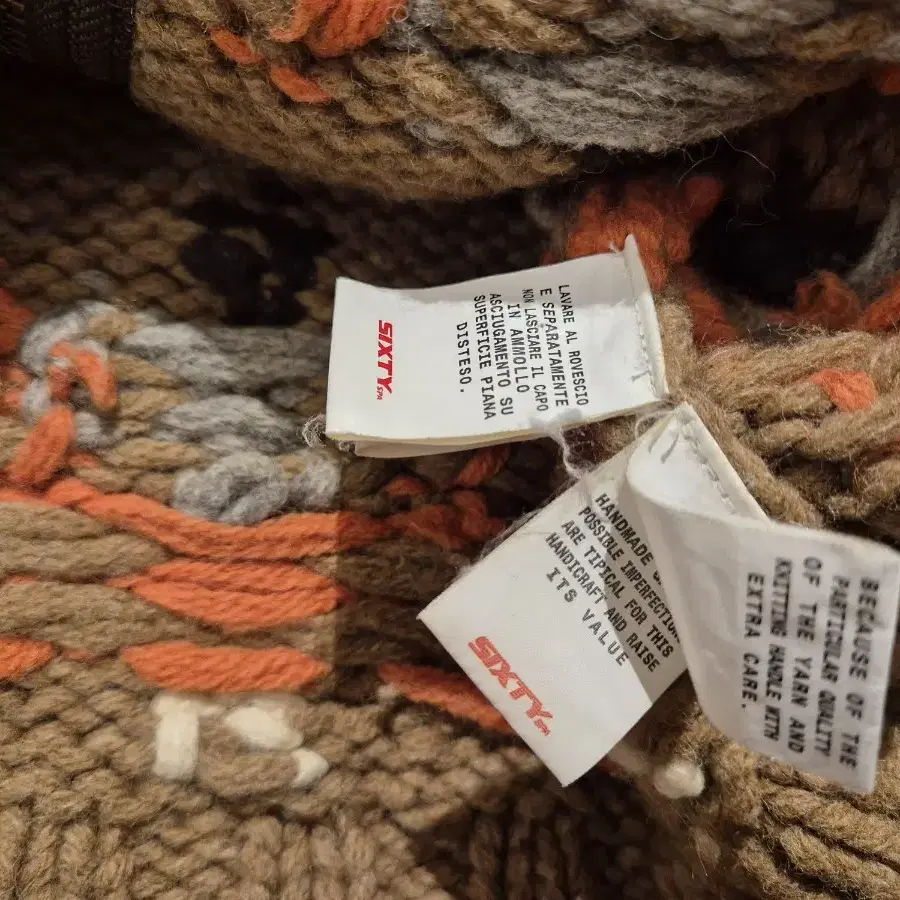 LAVARE AL ROVESCIO
E SEPARATAMENTE
NON LASCIARE IL CAPO
IN AMMOLLO
ASCIUGAMENTO SU
SUPERFICIE PIANA
DISTESO.
SIXTY SPA
HANDMADE
POSSIBLE IMPERFECTION
ARE TIPICAL FOR THIS
HANDICRAFT AND RAISE
ITS VALUE
SIXTY SPA
BECAUSE OF THE
PARTICULAR QUALITY
OF THE YARN AND
KNITTING HANDLE WITH
EXTRA CARE.